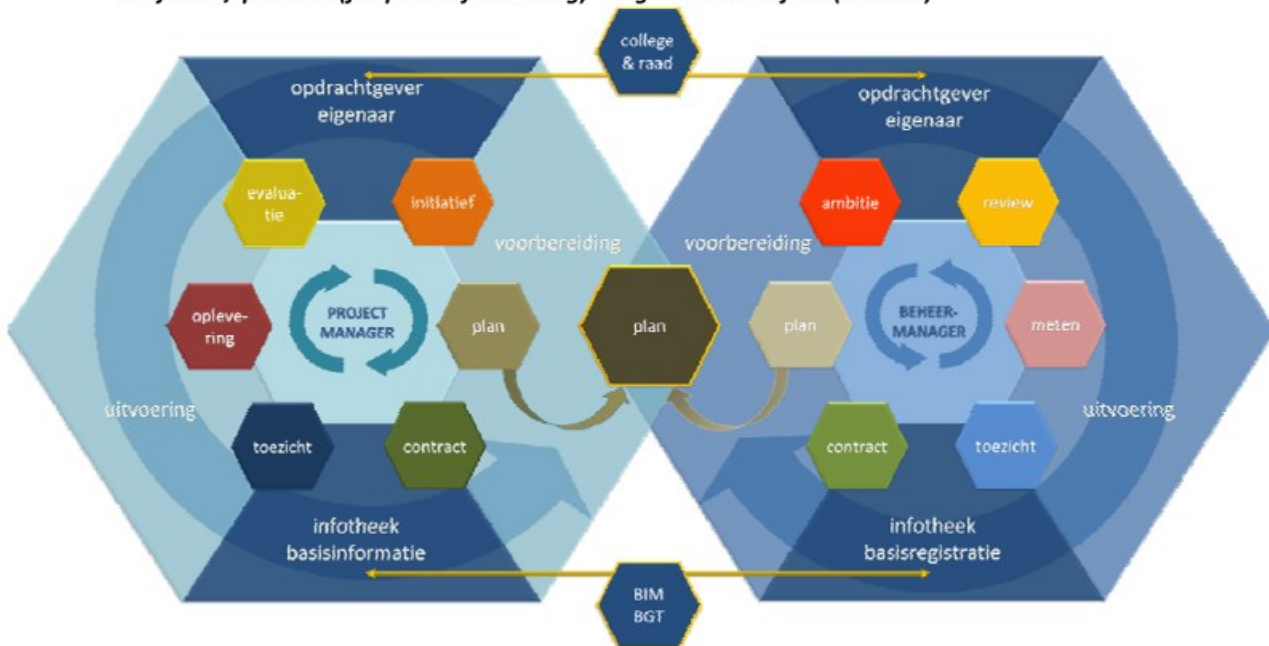 college
& raad
opdrachtgever
eigenaar
opdrachtgever
eigenaar
evalua-
tie
initiatief
ambitie
review
voorbereiding
voorbereiding
opleve-
ring
PROJECT
MANAGER
plan
plan
plan
BEHEER-
MANAGER
meten
uitvoering
uitvoering
toezicht
contract
contract
toezicht
infotheek
basisinformatie
infotheek
basisregistratie
BIM
BGT